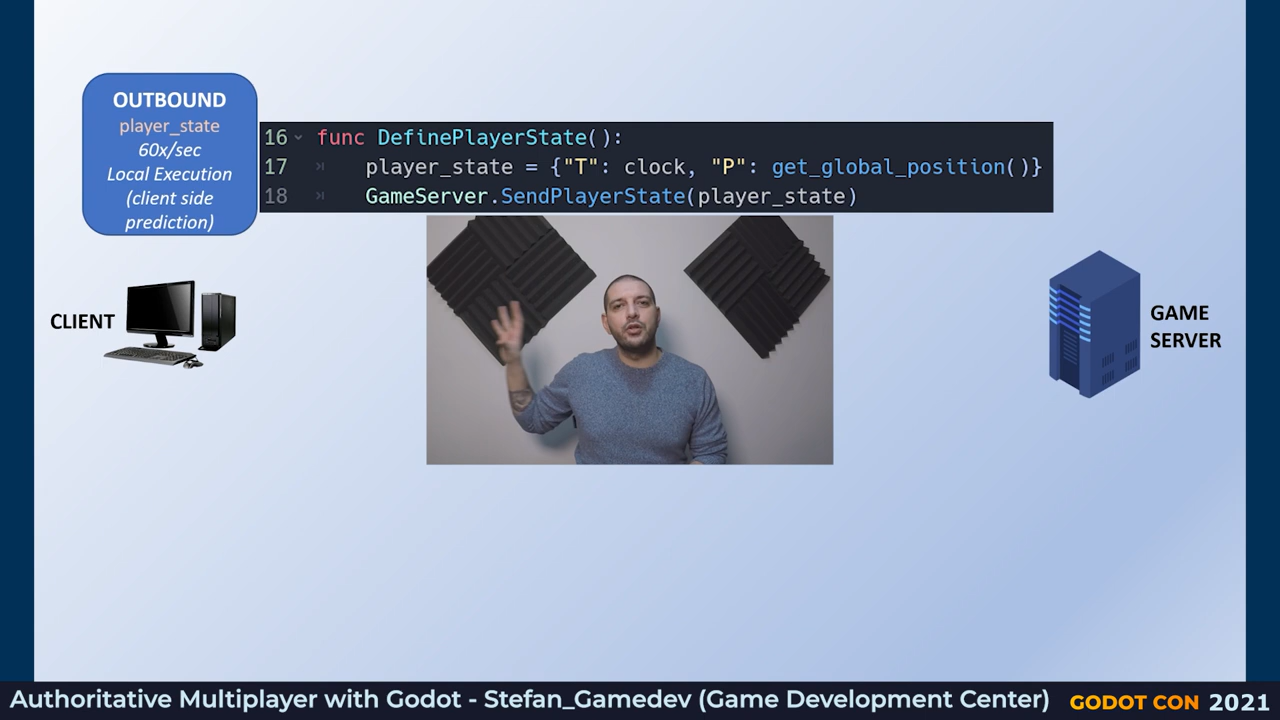 OUTBOUND
player_state
60x/sec
Local Execution
(client side
prediction)
16 func DefinePlayerState():
17 player_state = {"T": clock, "P": get_global_position()}
18 GameServer.SendPlayerState(player_state)
CLIENT
GAME
SERVER
Authoritative Multiplayer with Godot - Stefan_Gamedev (Game Development Center) GODOT CON 2021